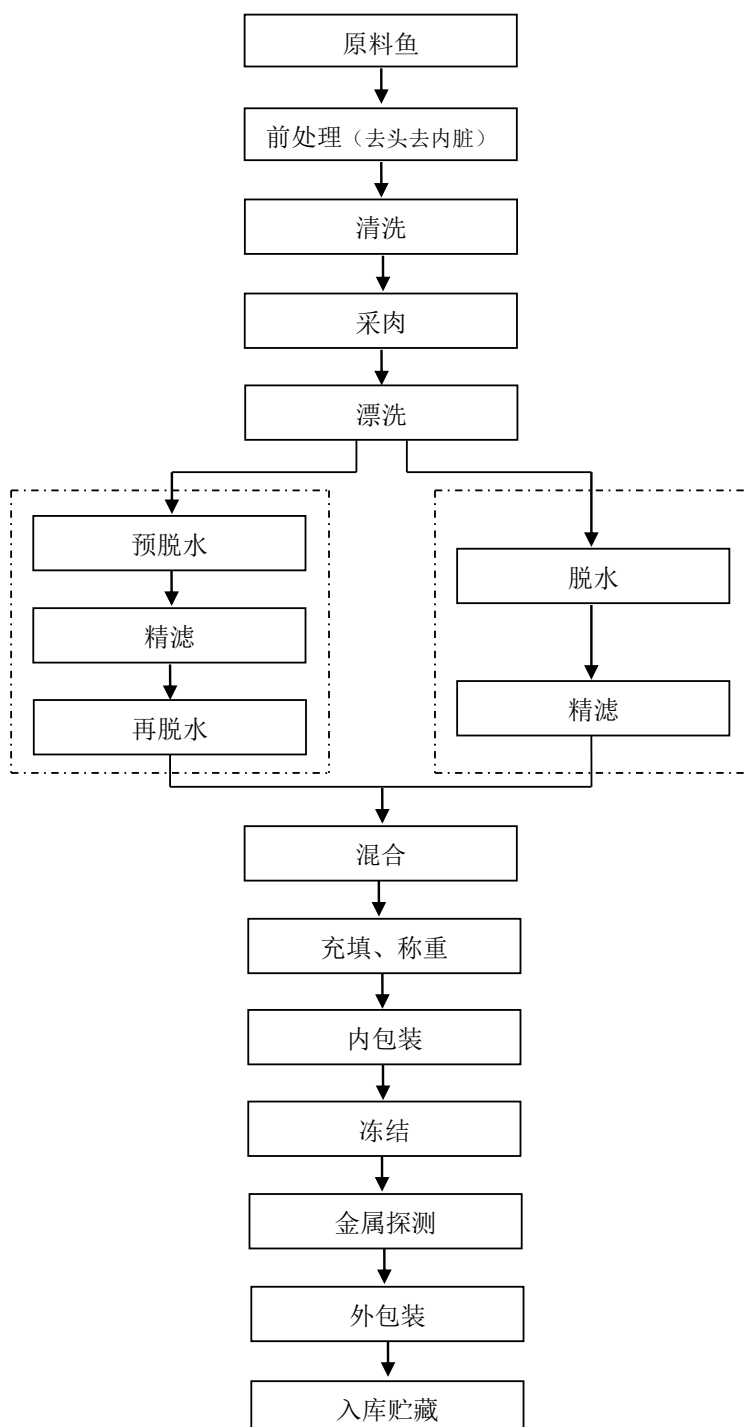 原料鱼
前处理（去头去内脏）
清洗
采肉
漂洗
预脱水
精滤
再脱水
脱水
精滤
混合
充填、称重
内包装
冻结
金属探测
外包装
入库贮藏